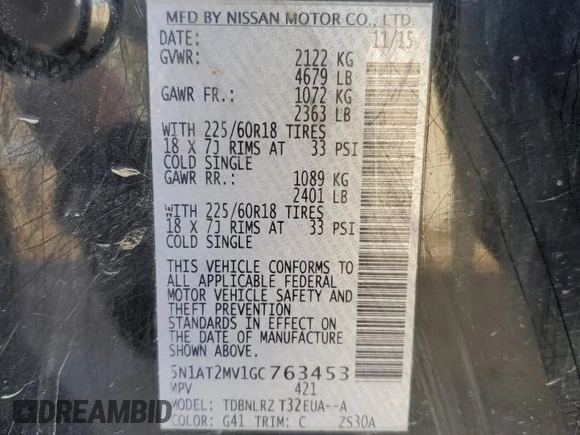 MFD BY NISSAN MOTOR CO., LTD.
DATE: 11/15
GVWR: 2122 KG
4679 LB
GAWR FR.: 1072 KG
2363 LB
WITH 225/60R18 TIRES
18 X 7J RIMS AT 33 PSI
COLD SINGLE
GAWR RR.: 1089 KG
2401 LB
WITH 225/60R18 TIRES
18 X 7J RIMS AT 33 PSI
COLD SINGLE
THIS VEHICLE CONFORMS TO
ALL APPLICABLE FEDERAL
MOTOR VEHICLE SAFETY AND
THEFT PREVENTION
STANDARDS IN EFFECT ON
THE DATE OF MANUFACTURE
SHOWN ABOVE.
5N1AT2MV1GC763453
MPV 421
MODEL: TDBNLRZ T32EUA--A
COLOR: G41 TRIM: C ZS30A
STAT.VIN